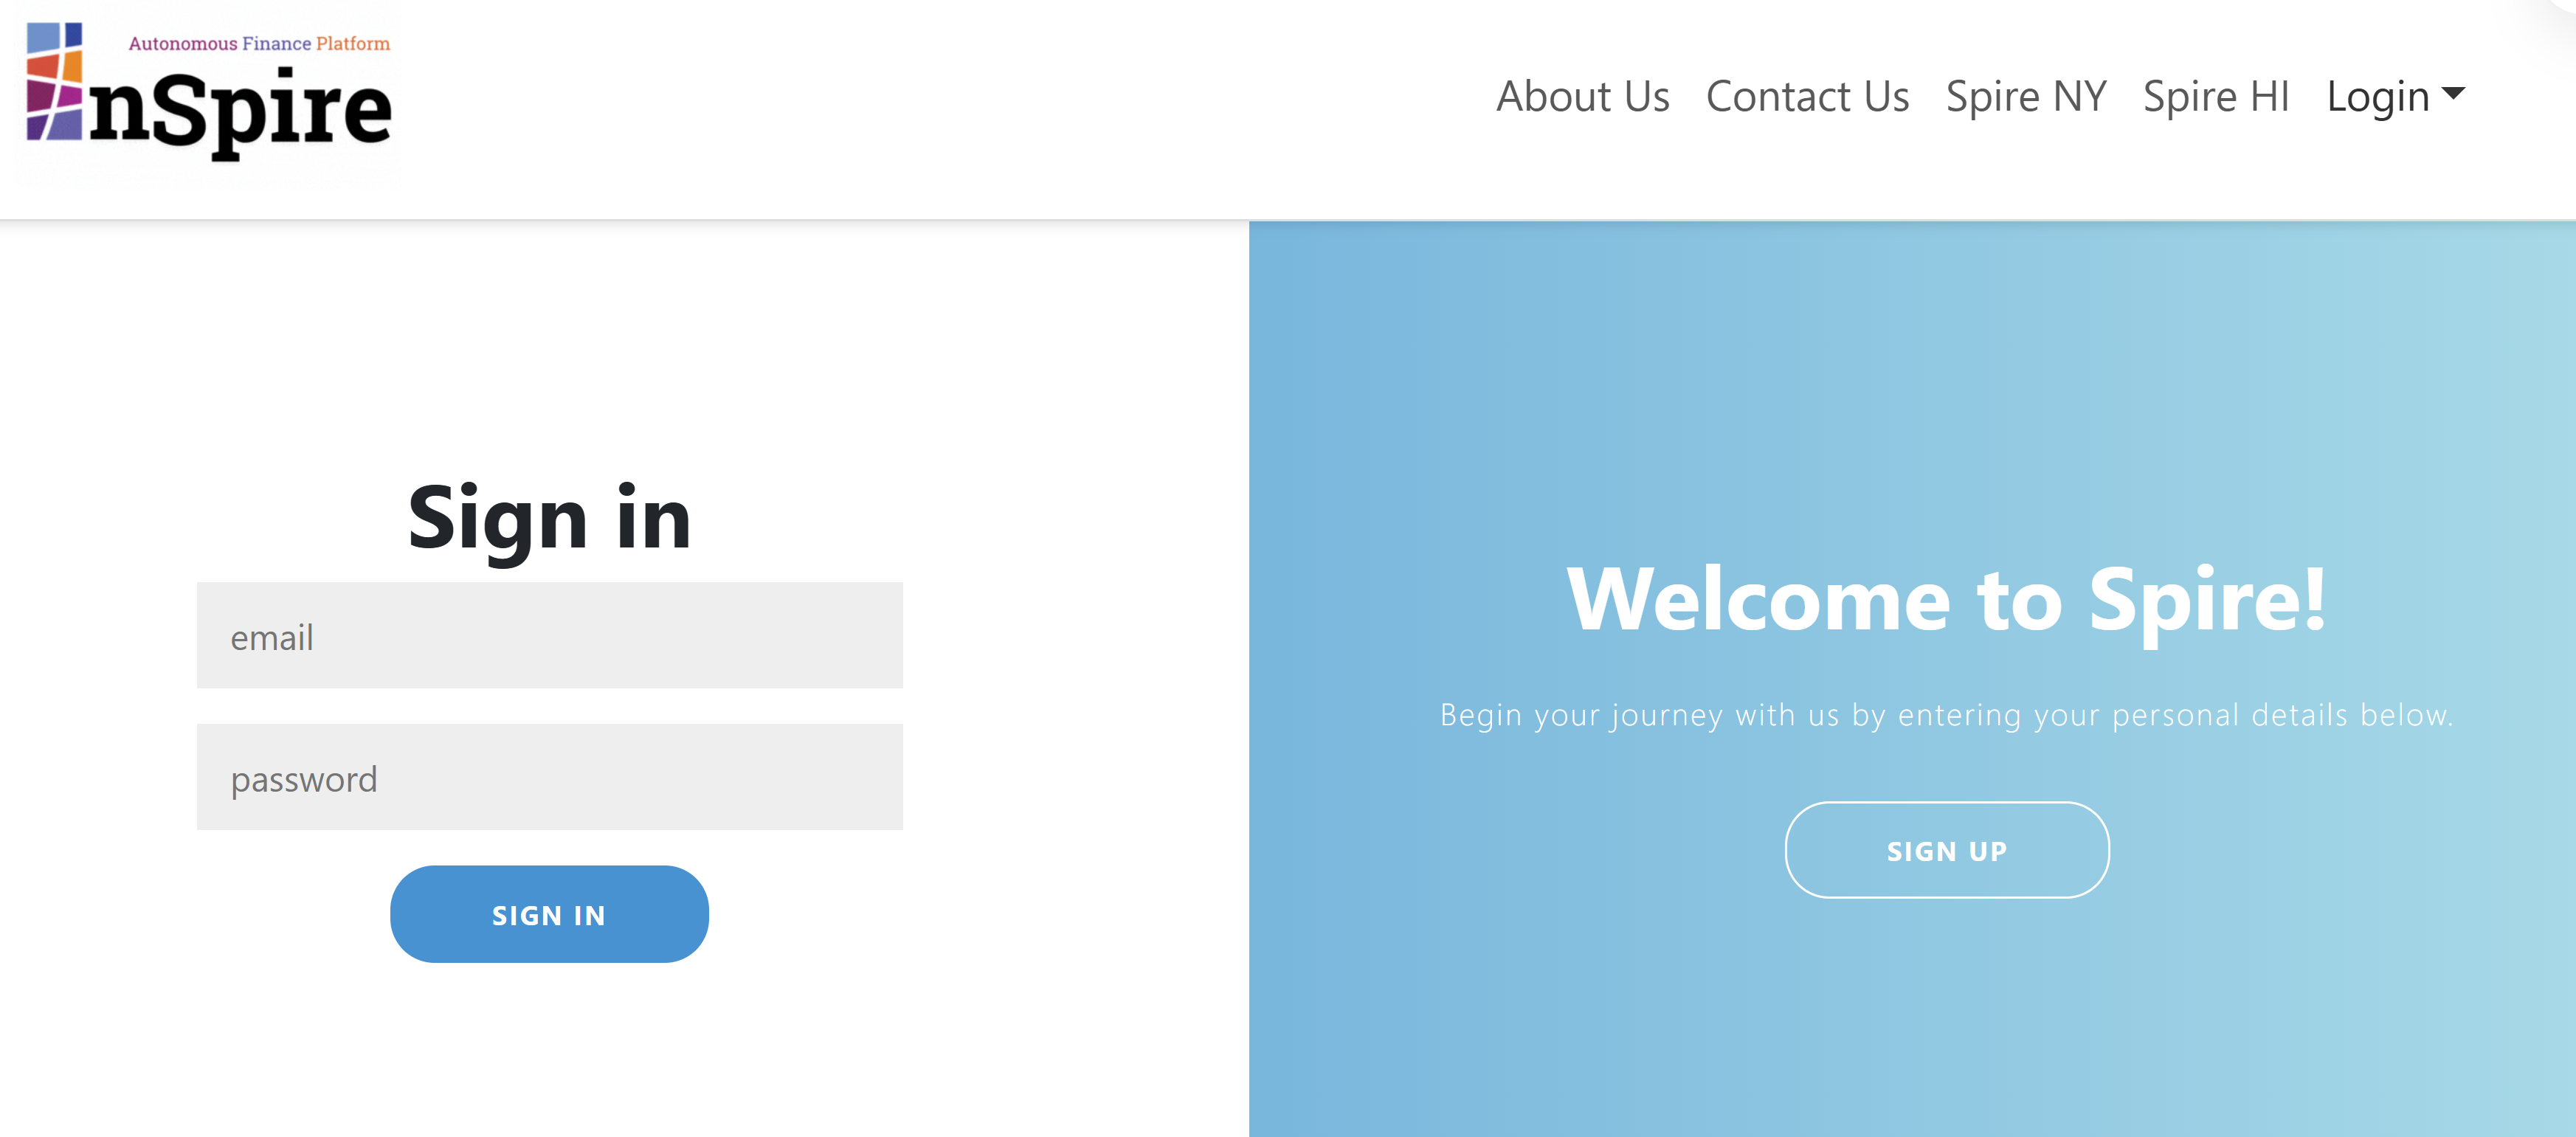 Autonomous Finance Platform
InSpire
About Us Contact Us Spire NY Spire HI Login
Sign in
email
password
SIGN IN
Welcome to Spire!
Begin your journey with us by entering your personal details below.
SIGN UP